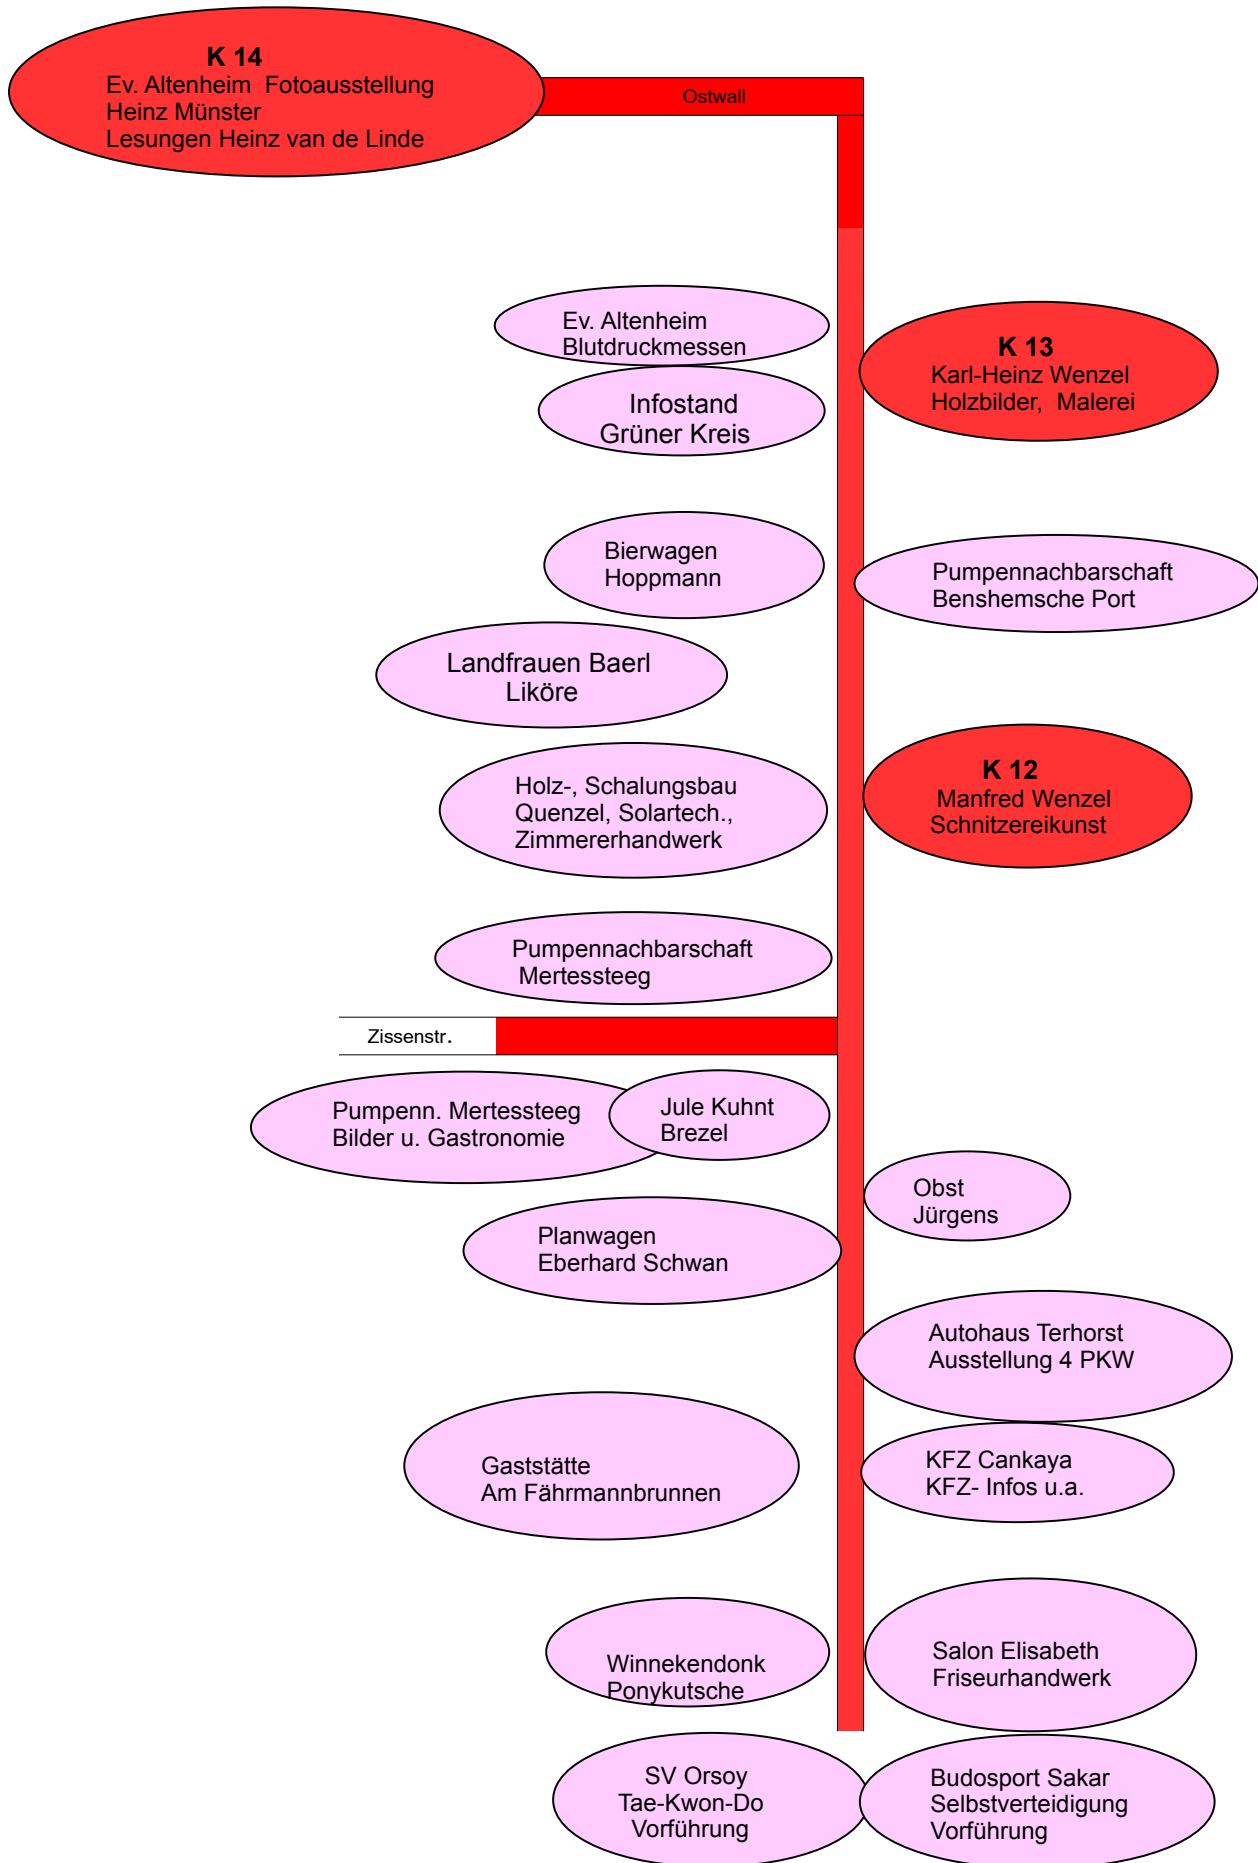 K 14
Ev. Altenheim  Fotoausstellung
Heinz Münster
Lesungen Heinz van de Linde
Ostwall
Ev. Altenheim
Blutdruckmessen
K 13
Karl-Heinz Wenzel
Holzbilder,  Malerei
Infostand
Grüner Kreis
Bierwagen
Hoppmann
Pumpennachbarschaft
Benshemsche Port
Landfrauen Baerl
Liköre
K 12
Manfred Wenzel
Schnitzereikunst
Holz-, Schalungsbau
Quenzel, Solartech.,
Zimmererhandwerk
Pumpennachbarschaft
Mertessteeg
Zissenstr.
Pumpenn. Mertessteeg
Bilder u. Gastronomie
Jule Kuhnt
Brezel
Obst
Jürgens
Planwagen
Eberhard Schwan
Autohaus Terhorst
Ausstellung 4 PKW
Gaststätte
Am Fährmannbrunnen
KFZ Cankaya
KFZ- Infos u.a.
Winnekendonk
Ponykutsche
Salon Elisabeth
Friseurhandwerk
SV Orsoy
Tae-Kwon-Do
Vorführung
Budosport Sakar
Selbstverteidigung
Vorführung